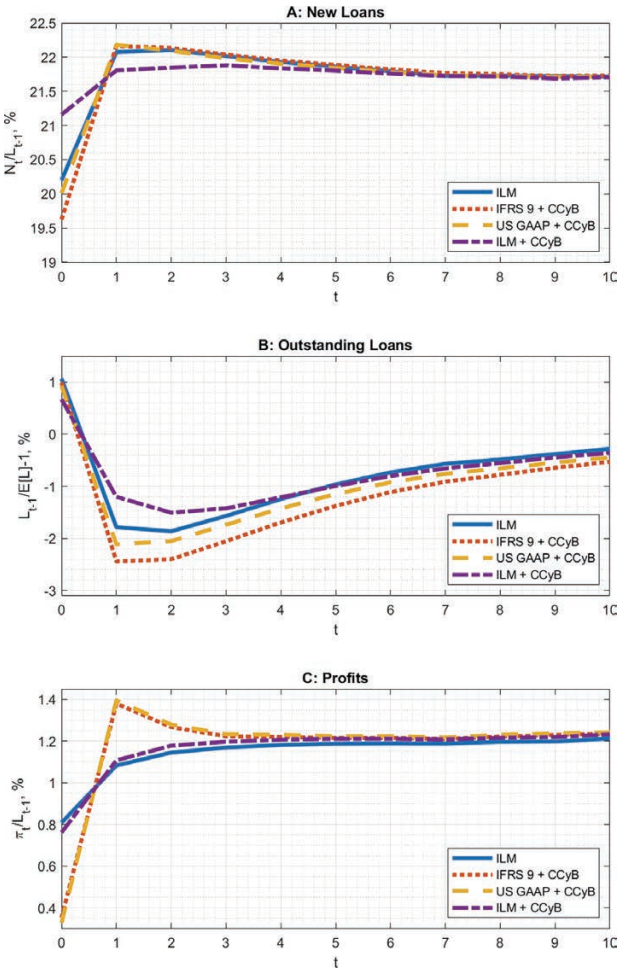 A: New Loans
N_t/L_{t-1}, %
22.5
22
21.5
21
20.5
20
19.5
19
0 1 2 3 4 5 6 7 8 9 10
t
ILM
IFRS 9 + CCyB
US GAAP + CCyB
ILM + CCyB
B: Outstanding Loans
L_{t-1}/E[L]-1, %
1
0
-1
-2
-3
0 1 2 3 4 5 6 7 8 9 10
t
ILM
IFRS 9 + CCyB
US GAAP + CCyB
ILM + CCyB
C: Profits
π_t/L_{t-1}, %
1.4
1.2
1
0.8
0.6
0.4
0 1 2 3 4 5 6 7 8 9 10
t
ILM
IFRS 9 + CCyB
US GAAP + CCyB
ILM + CCyB